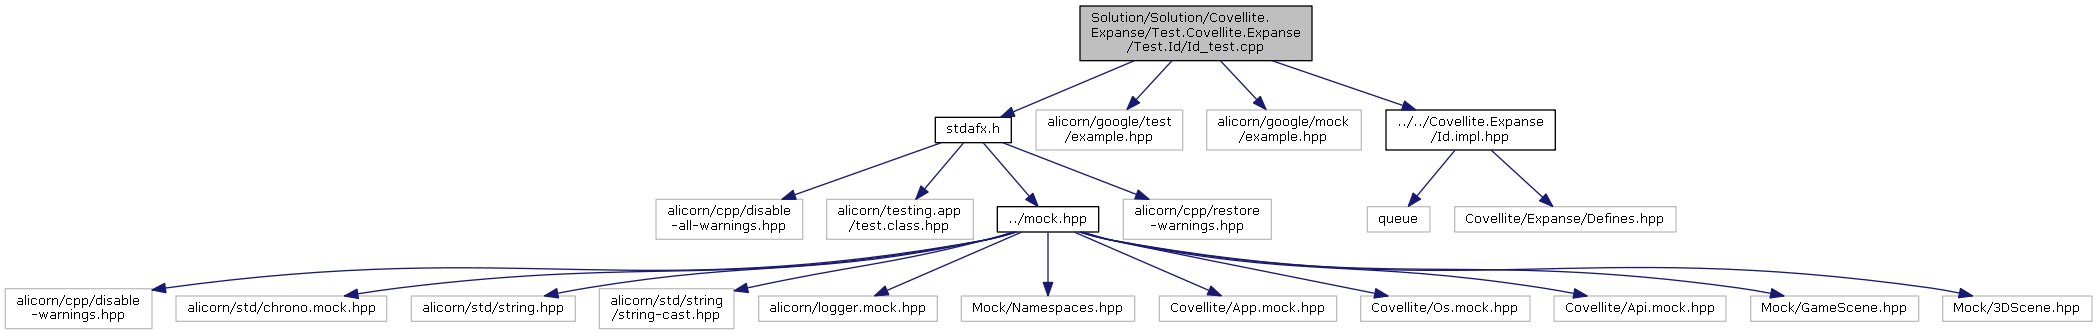 Solution/Solution/Covellite.
Expanse/Test.Covellite.Expanse
/Test.Id/Id_test.cpp
stdafx.h
alicorn/google/test
/example.hpp
alicorn/google/mock
/example.hpp
../../Covellite.Expanse
/Id.impl.hpp
alicorn/cpp/disable
-all-warnings.hpp
alicorn/testing.app
/test.class.hpp
../mock.hpp
alicorn/cpp/restore
-warnings.hpp
queue
Covellite/Expanse/Defines.hpp
alicorn/cpp/disable
-warnings.hpp
alicorn/std/chrono.mock.hpp
alicorn/std/string.hpp
alicorn/std/string
/string-cast.hpp
alicorn/logger.mock.hpp
Mock/Namespaces.hpp
Covellite/App.mock.hpp
Covellite/Os.mock.hpp
Covellite/Api.mock.hpp
Mock/GameScene.hpp
Mock/3DScene.hpp